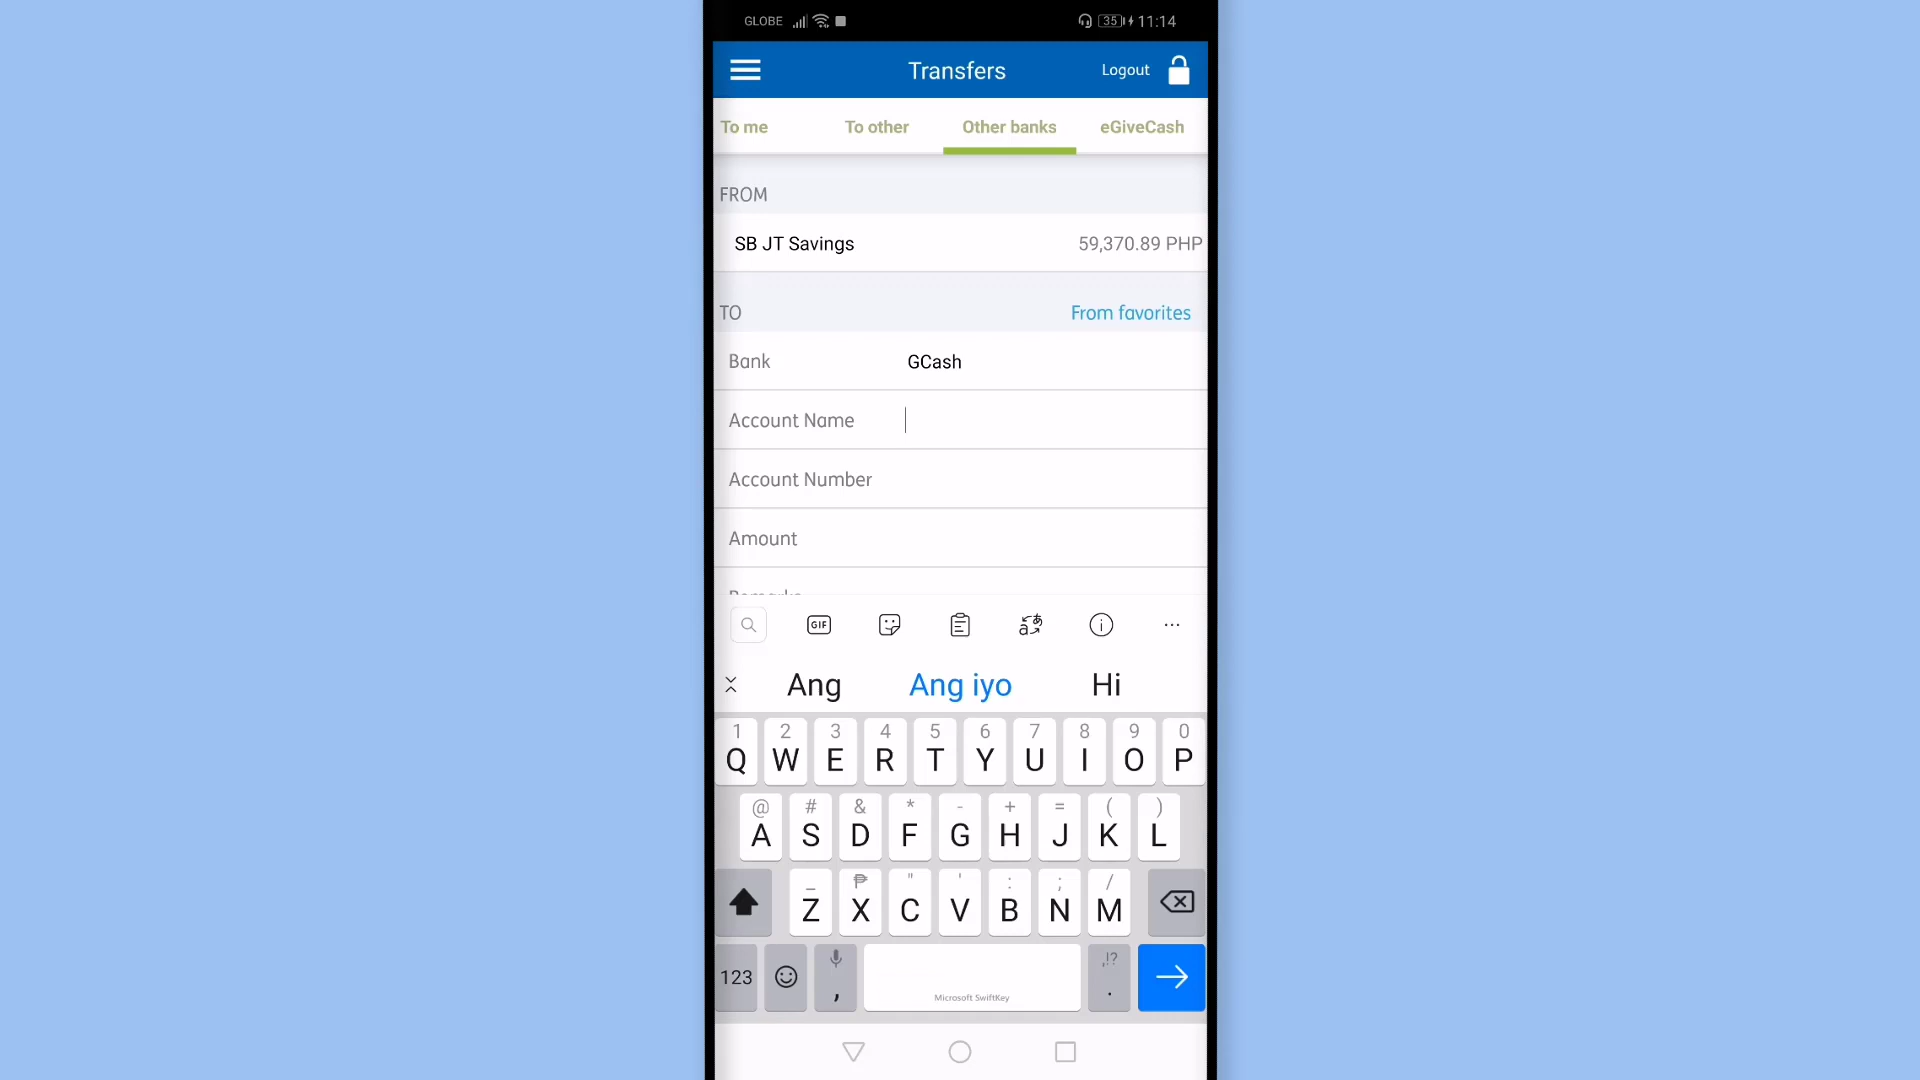 GLOBE 35 11:14
Transfers Logout
To me To other Other banks eGiveCash
FROM
SB JT Savings 59,370.89 PHP
TO From favorites
Bank GCash
Account Name
Account Number
Amount
Remarks
GIF
Ang Ang iyo Hi
1 2 3 4 5 6 7 8 9 0
Q W E R T Y U I O P
@ # & * - + = ( )
A S D F G H J K L
_ ₱ " ' : ; /
Z X C V B N M
,!?
123 , Microsoft SwiftKey .